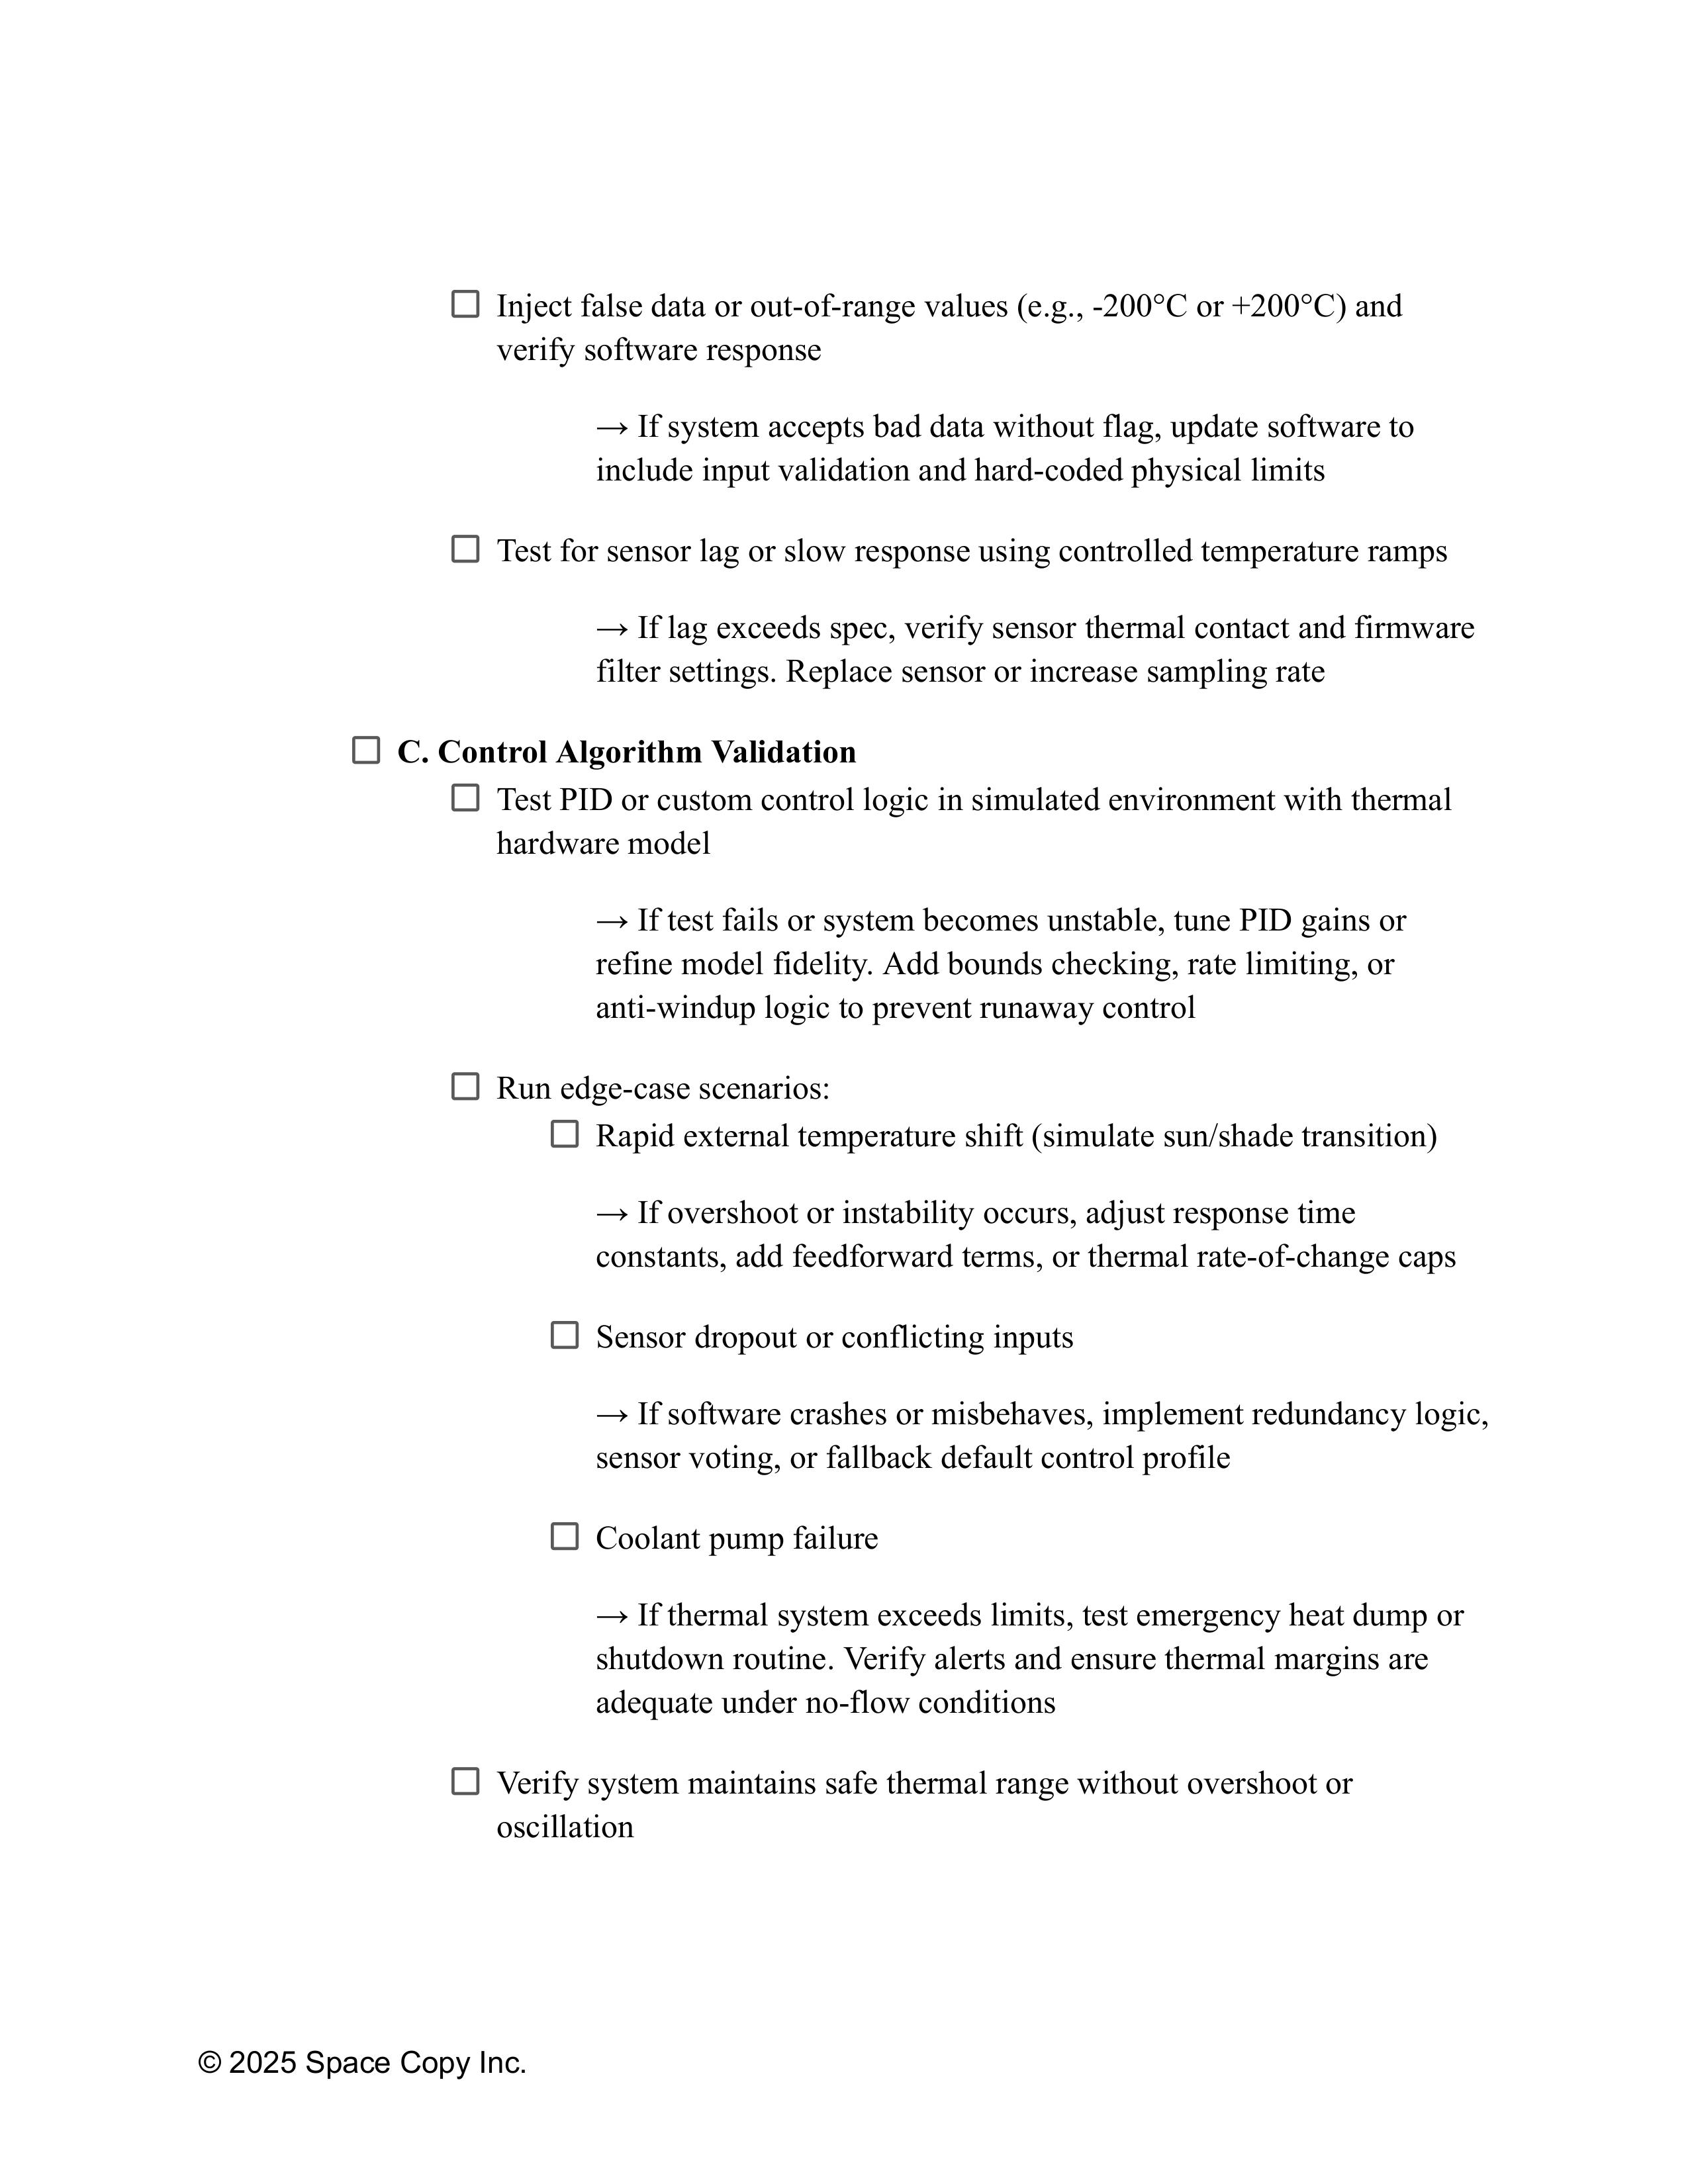 ☐ Inject false data or out-of-range values (e.g., -200°C or +200°C) and
verify software response
→ If system accepts bad data without flag, update software to
include input validation and hard-coded physical limits
☐ Test for sensor lag or slow response using controlled temperature ramps
→ If lag exceeds spec, verify sensor thermal contact and firmware
filter settings. Replace sensor or increase sampling rate
☐ C. Control Algorithm Validation
☐ Test PID or custom control logic in simulated environment with thermal
hardware model
→ If test fails or system becomes unstable, tune PID gains or
refine model fidelity. Add bounds checking, rate limiting, or
anti-windup logic to prevent runaway control
☐ Run edge-case scenarios:
☐ Rapid external temperature shift (simulate sun/shade transition)
→ If overshoot or instability occurs, adjust response time
constants, add feedforward terms, or thermal rate-of-change caps
☐ Sensor dropout or conflicting inputs
→ If software crashes or misbehaves, implement redundancy logic,
sensor voting, or fallback default control profile
☐ Coolant pump failure
→ If thermal system exceeds limits, test emergency heat dump or
shutdown routine. Verify alerts and ensure thermal margins are
adequate under no-flow conditions
☐ Verify system maintains safe thermal range without overshoot or
oscillation
© 2025 Space Copy Inc.